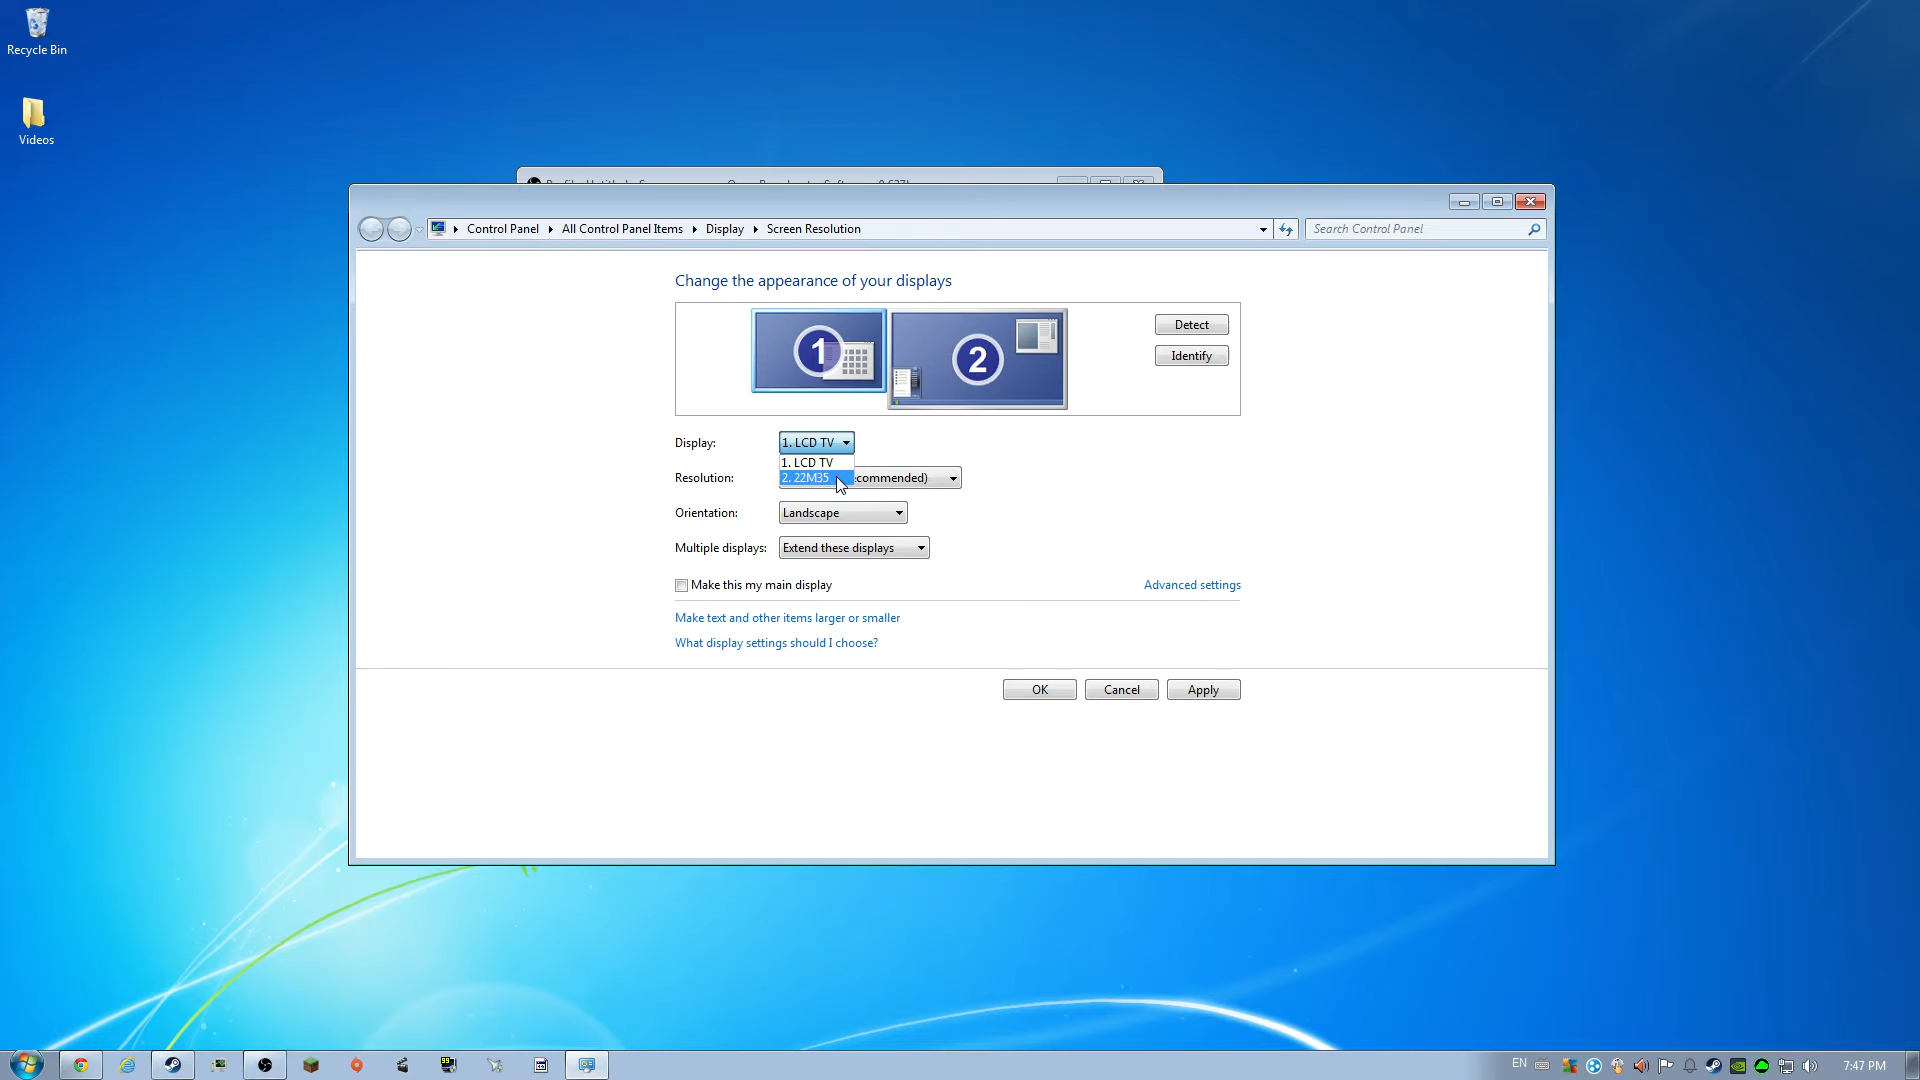 Recycle Bin
Videos
Control Panel
All Control Panel Items
Display
Screen Resolution
Search Control Panel
Change the appearance of your displays
1
2
Detect
Identify
Display:
1. LCD TV
1. LCD TV
2. 22M35
Resolution:
commended)
Orientation:
Landscape
Multiple displays:
Extend these displays
Make this my main display
Advanced settings
Make text and other items larger or smaller
What display settings should I choose?
OK
Cancel
Apply
99
EN
7:47 PM